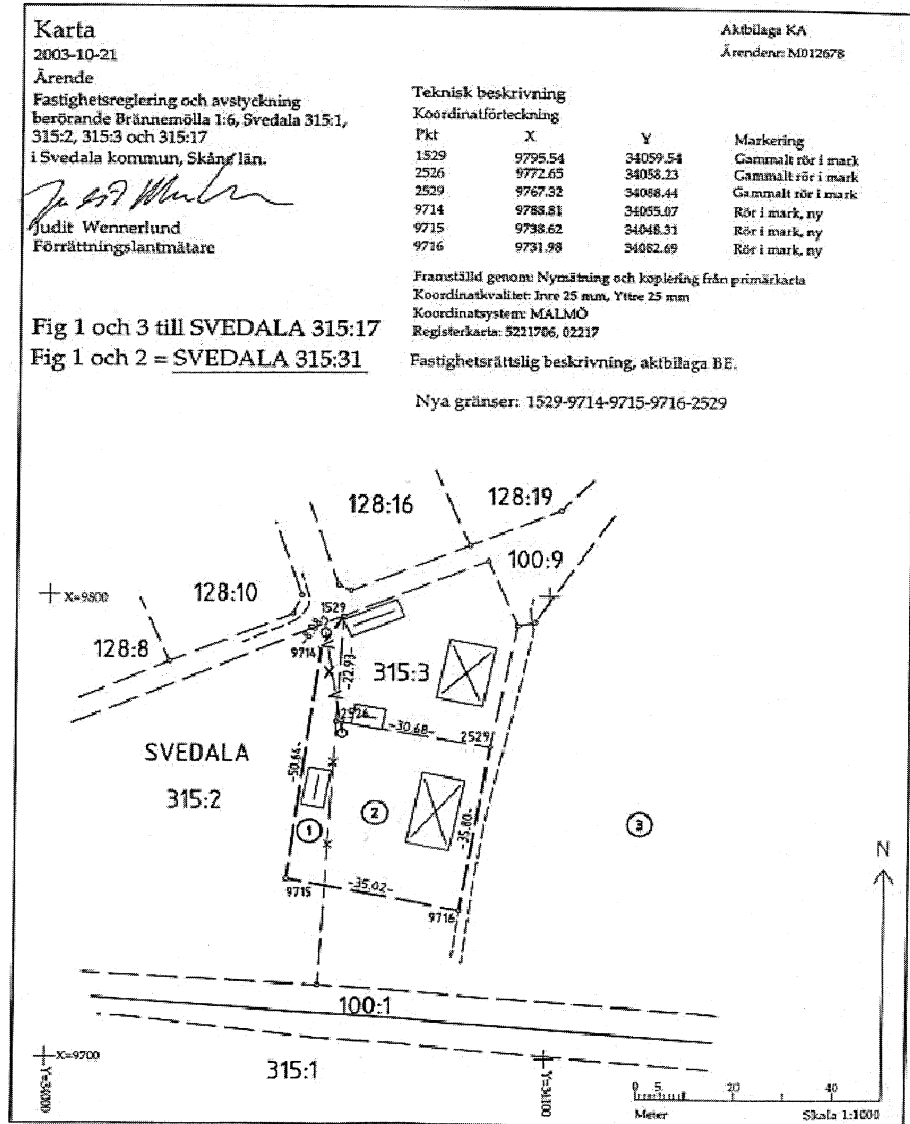 Karta
2003-10-21
Ärende
Fastighetsreglering och avstyckning
berörande Brännemölla 1:6, Svedala 315:1,
315:2, 315:3 och 315:17
i Svedala kommun, Skåne län.
Judit Wennerlund
Förrättningslantmätare
Fig 1 och 3 till SVEDALA 315:17
Fig 1 och 2 = SVEDALA 315:31
Aktbilaga KA
Ärendenr: M012678
Teknisk beskrivning
Koordinatförteckning
Pkt X Y Markering
1529 9795.54 34059.54 Gammalt rör i mark
2526 9772.65 34058.23 Gammalt rör i mark
2529 9767.32 34088.44 Gammalt rör i mark
9714 9788.81 34055.07 Rör i mark, ny
9715 9738.62 34048.31 Rör i mark, ny
9716 9731.98 34082.69 Rör i mark, ny
Framställd genom: Nymätning och kopiering från primärkarta
Koordinatkvalitet: Inre 25 mm, Yttre 25 mm
Koordinatsystem: MALMÖ
Registerkarta: 5221706, 02217
Fastighetsrättslig beskrivning, aktbilaga BE.
Nya gränser: 1529-9714-9715-9716-2529
128:16
128:19
100:9
X=9800
128:10
1529
128:8
9714
-22.93-
315:3
2526
-30.68-
2529
SVEDALA
315:2
-50.64-
1
2
-35.80-
3
9715
-35.02-
9716
N
100:1
X=9700
315:1
Y=34000
Y=34100
0 5 20 40
Meter
Skala 1:1000